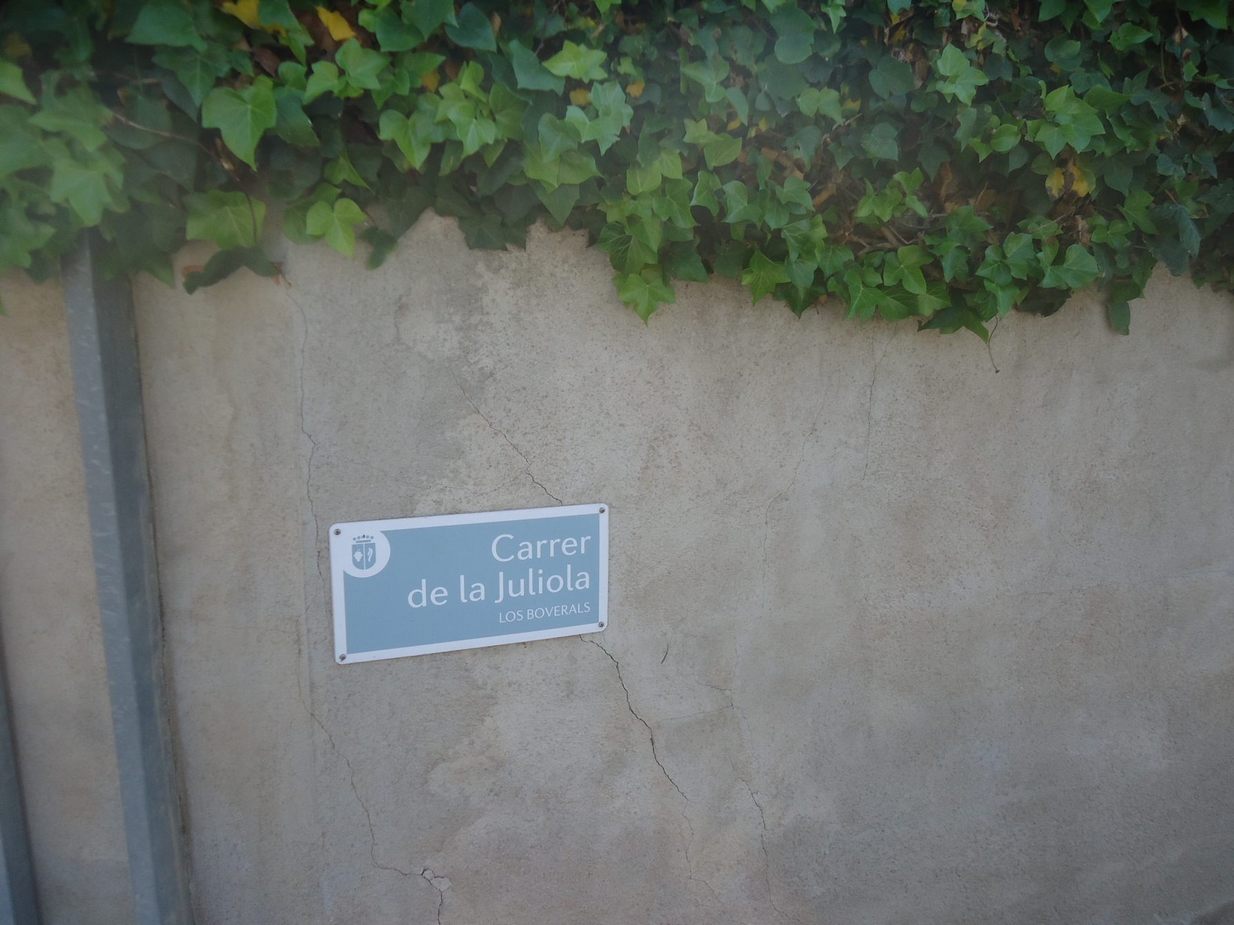 Carrer
de la Juliola
LOS BOVERALS